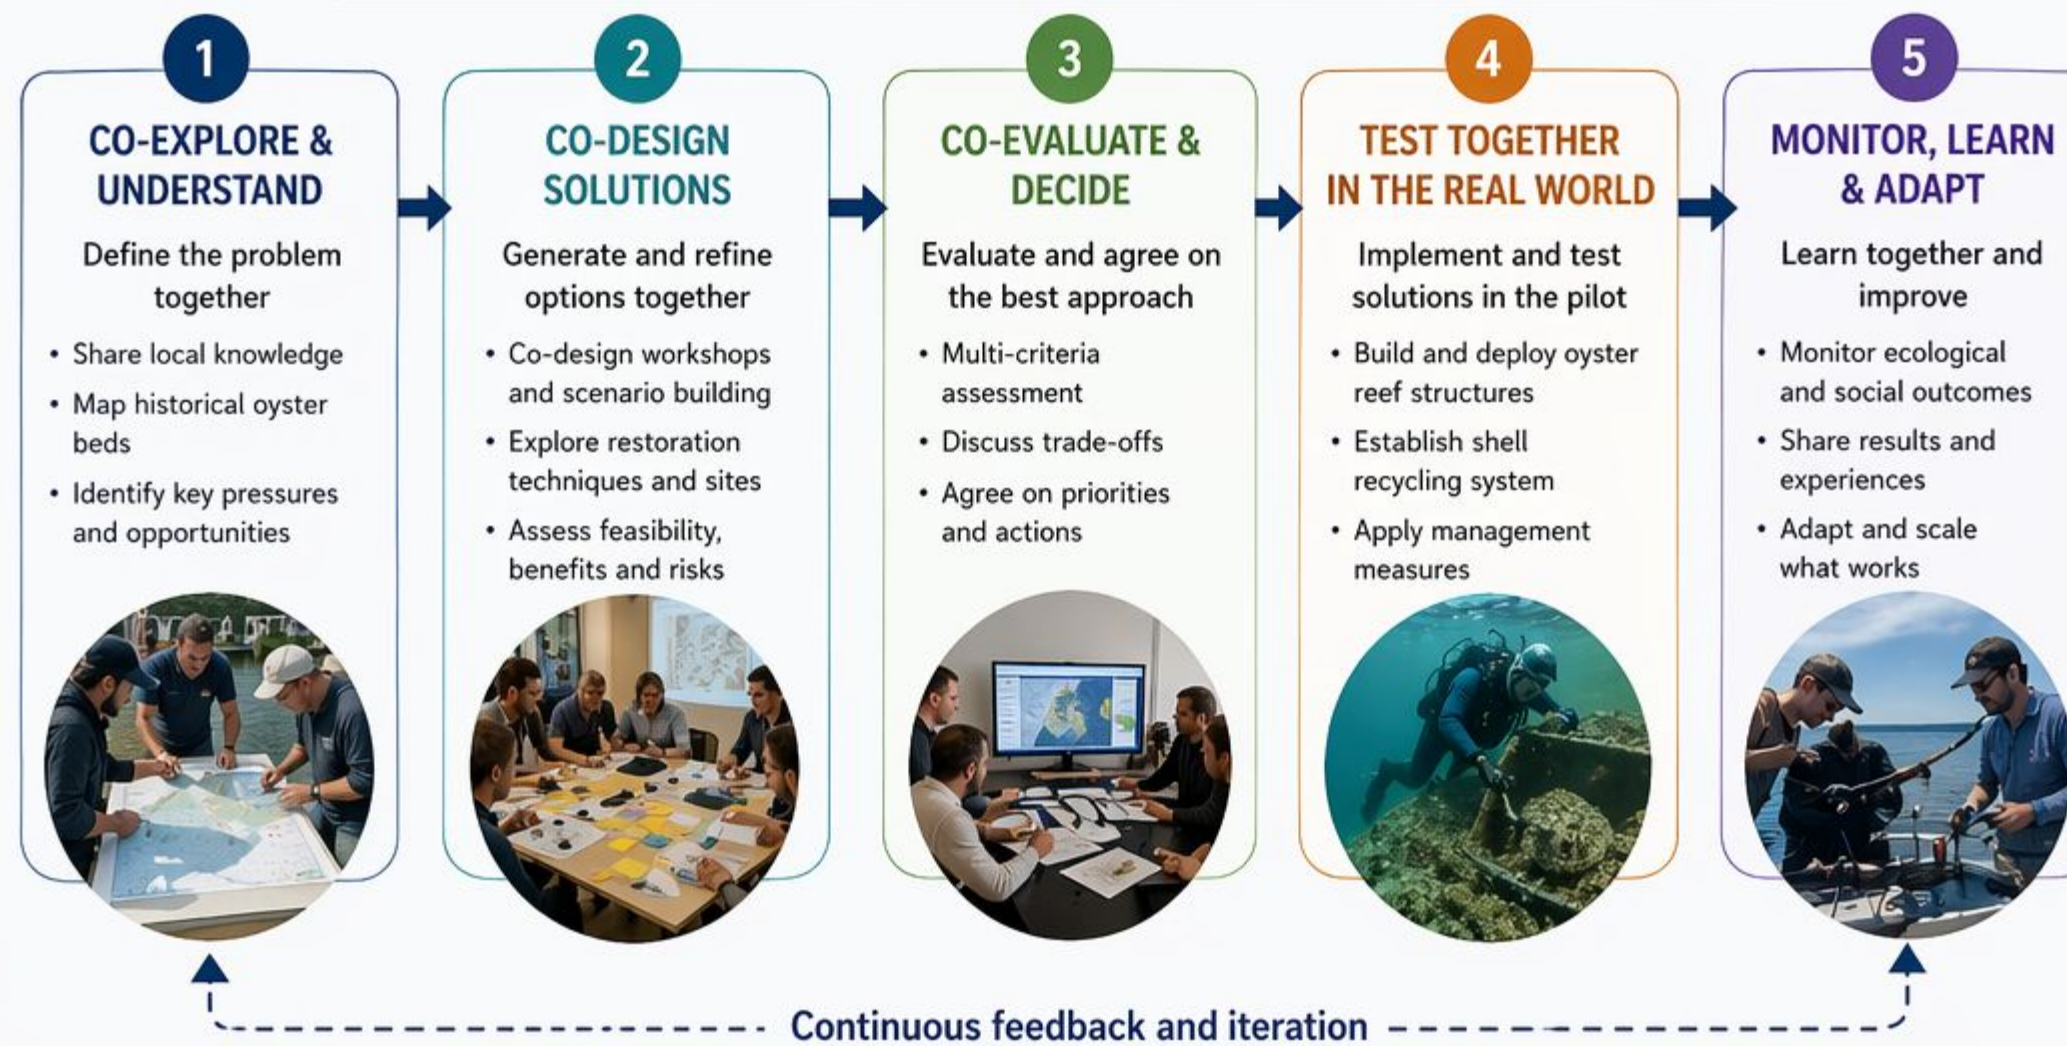 1
CO-EXPLORE &
UNDERSTAND
Define the problem
together
• Share local knowledge
• Map historical oyster
beds
• Identify key pressures
and opportunities
2
CO-DESIGN
SOLUTIONS
Generate and refine
options together
• Co-design workshops
and scenario building
• Explore restoration
techniques and sites
• Assess feasibility,
benefits and risks
3
CO-EVALUATE &
DECIDE
Evaluate and agree on
the best approach
• Multi-criteria
assessment
• Discuss trade-offs
• Agree on priorities
and actions
4
TEST TOGETHER
IN THE REAL WORLD
Implement and test
solutions in the pilot
• Build and deploy oyster
reef structures
• Establish shell
recycling system
• Apply management
measures
5
MONITOR, LEARN
& ADAPT
Learn together and
improve
• Monitor ecological
and social outcomes
• Share results and
experiences
• Adapt and scale
what works
Continuous feedback and iteration